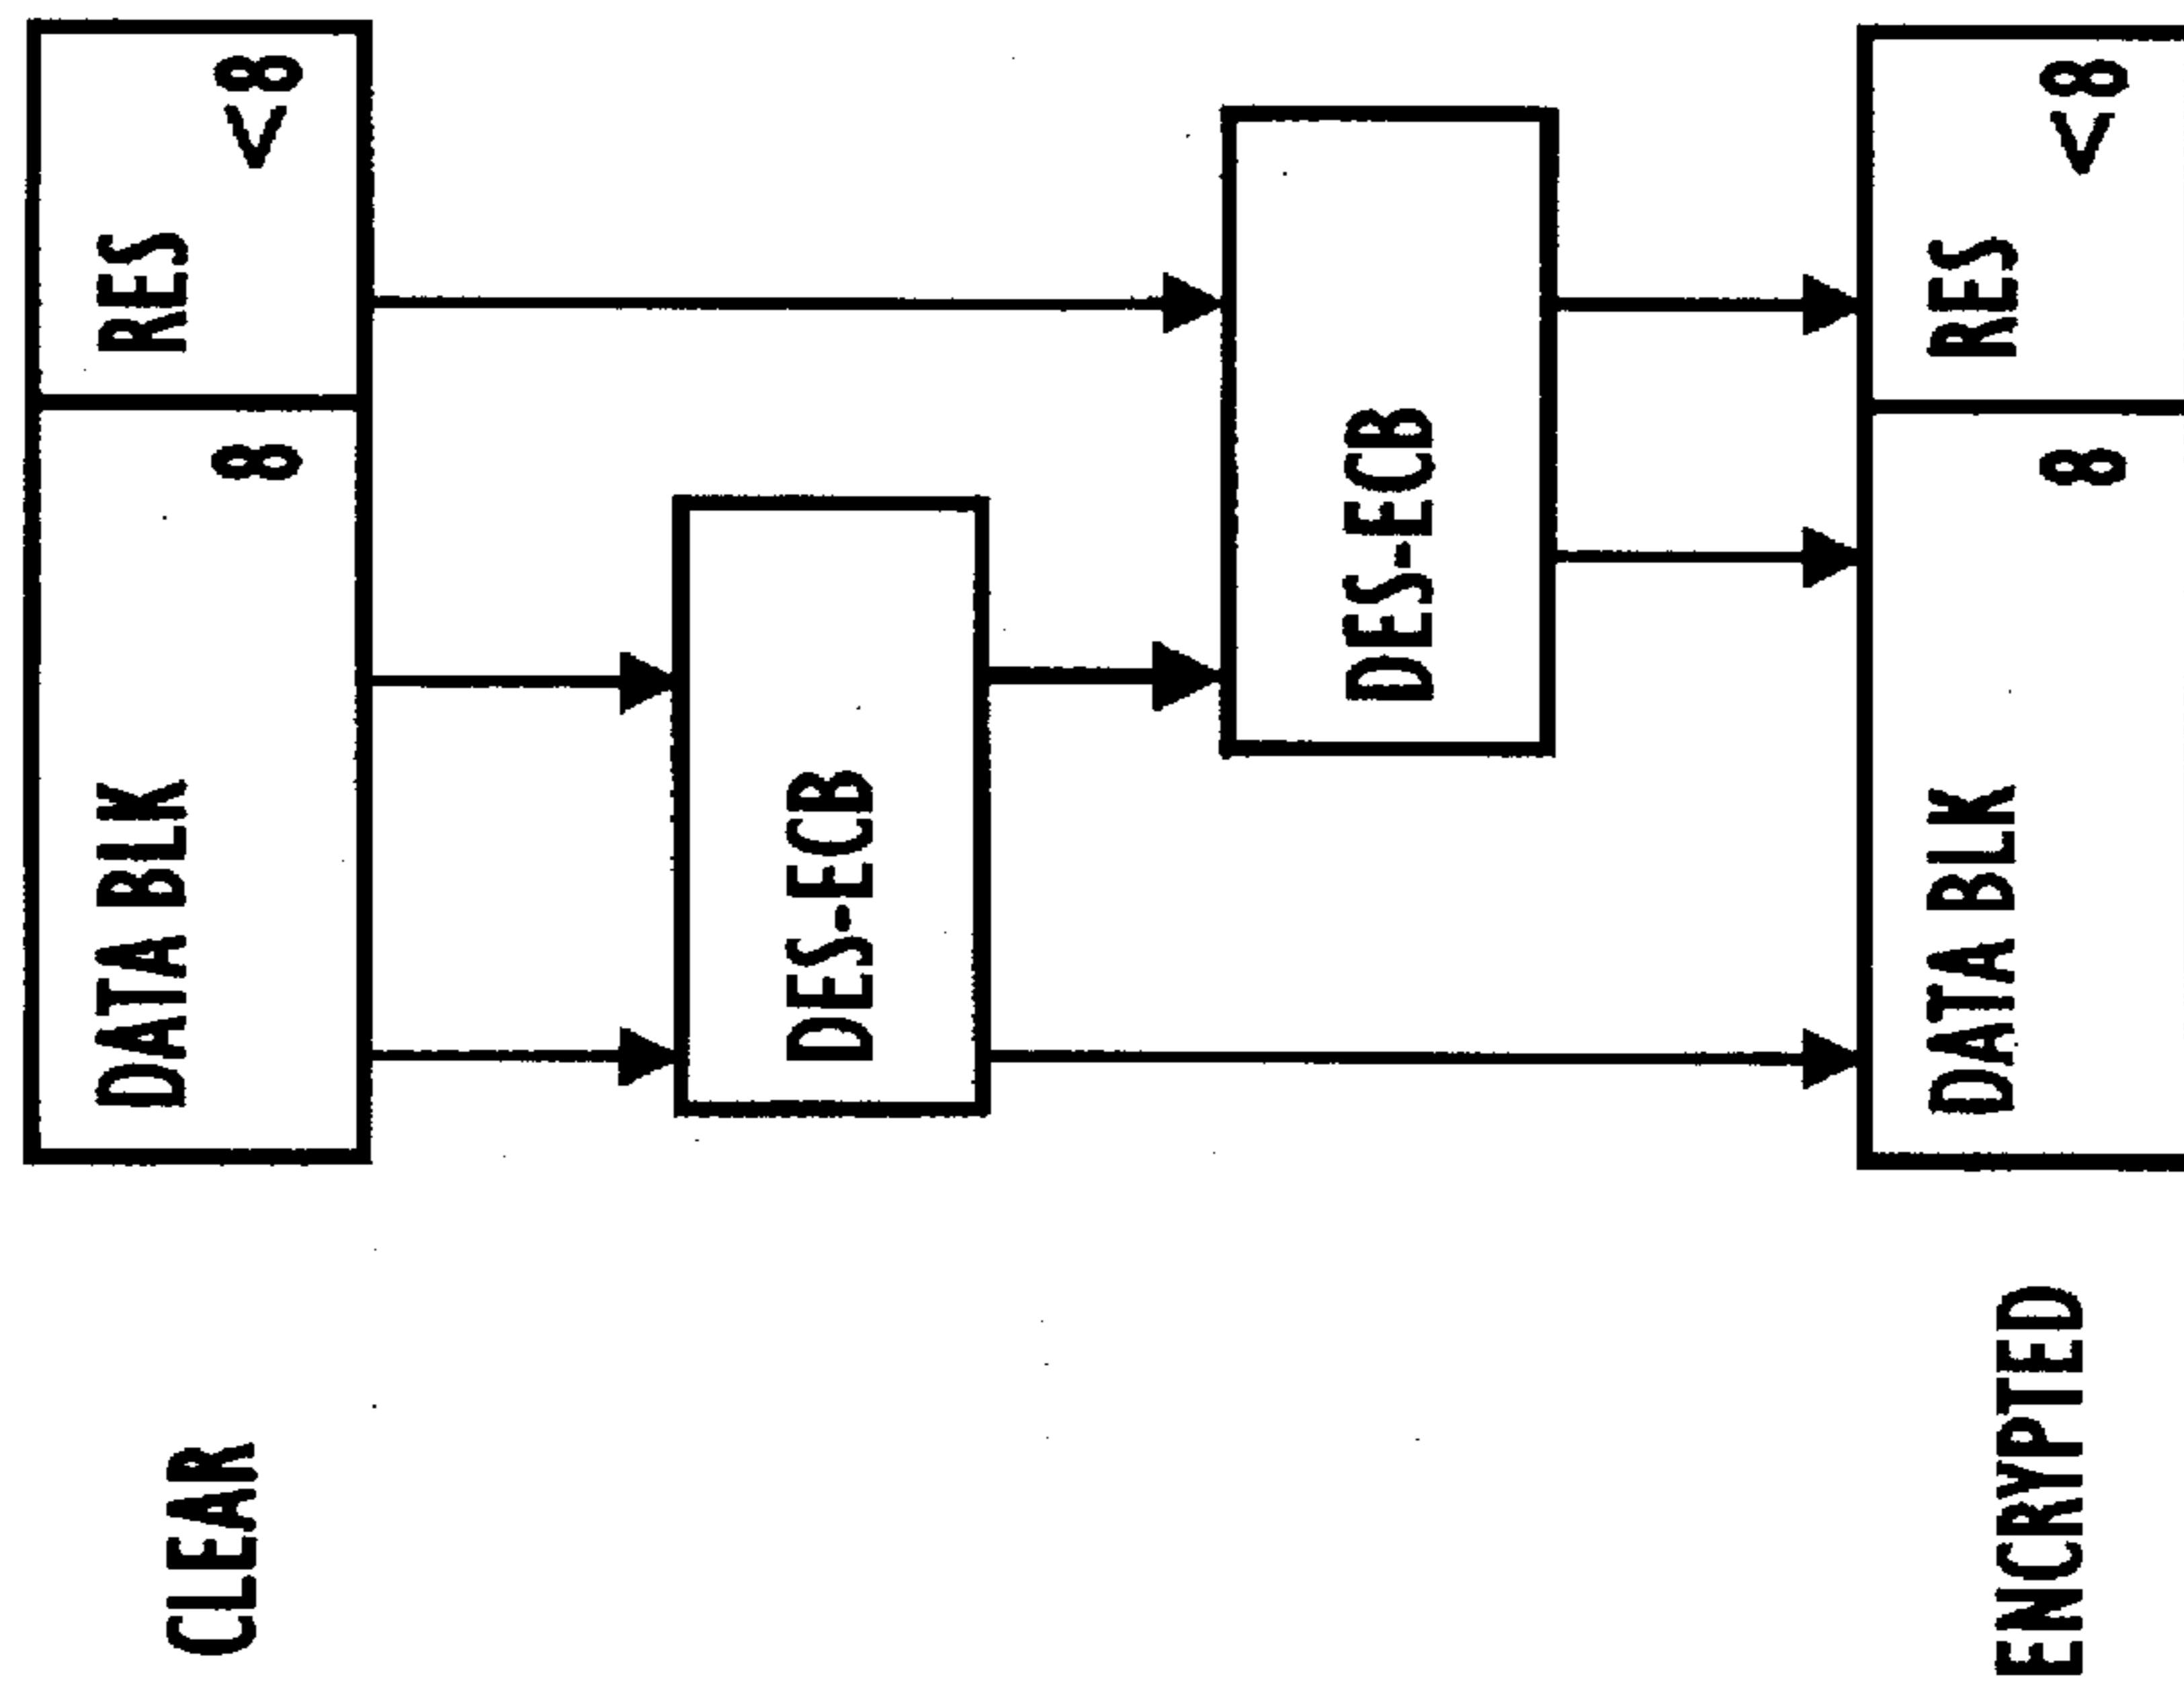 CLEAR
DATA BLK
8
RES
<8
DES-ECB
DES-ECB
ENCRYPTED
DATA BLK
8
RES
<8